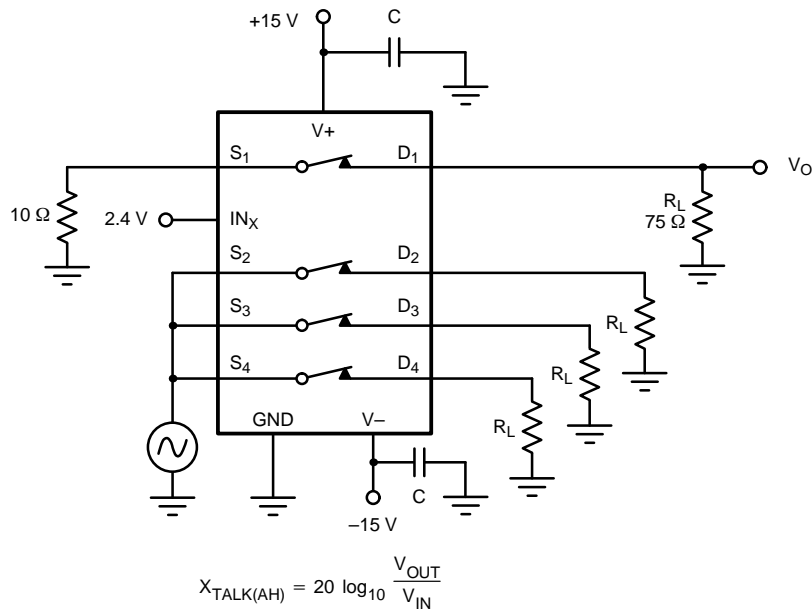 +15 V
C
V+
S1
D1
VO
10 Ω
2.4 V
INX
RL
75 Ω
S2
D2
S3
D3
RL
S4
D4
RL
RL
GND
V–
C
–15 V
XTALK(AH) = 20 log10 VOUT
VIN